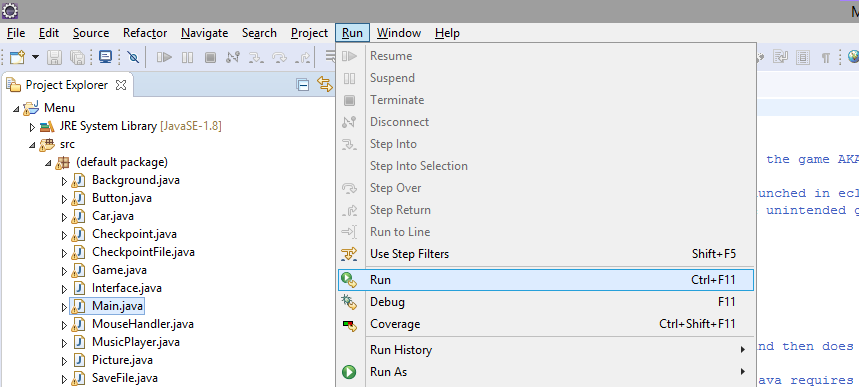 M
File Edit Source Refactor Navigate Search Project Run Window Help
Project Explorer
Menu
JRE System Library [JavaSE-1.8]
src
(default package)
Background.java
Button.java
Car.java
Checkpoint.java
CheckpointFile.java
Game.java
Interface.java
Main.java
MouseHandler.java
MusicPlayer.java
Picture.java
SaveFile.java
Resume
Suspend
Terminate
Disconnect
Step Into
Step Into Selection
Step Over
Step Return
Run to Line
Use Step Filters Shift+F5
Run Ctrl+F11
Debug F11
Coverage Ctrl+Shift+F11
Run History
Run As
the game AKA
unched in ecl
unintended g
nd then does
ava requires